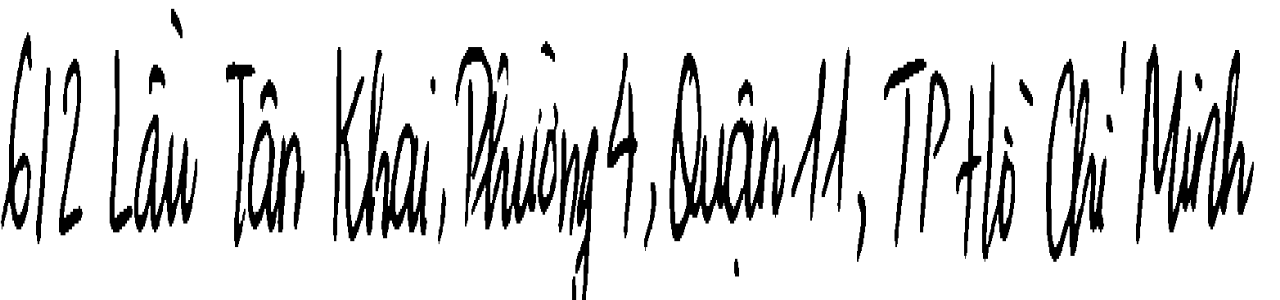 612 Lầu Tân Khai, Phường 4, Quận 11, TP Hồ Chí Minh